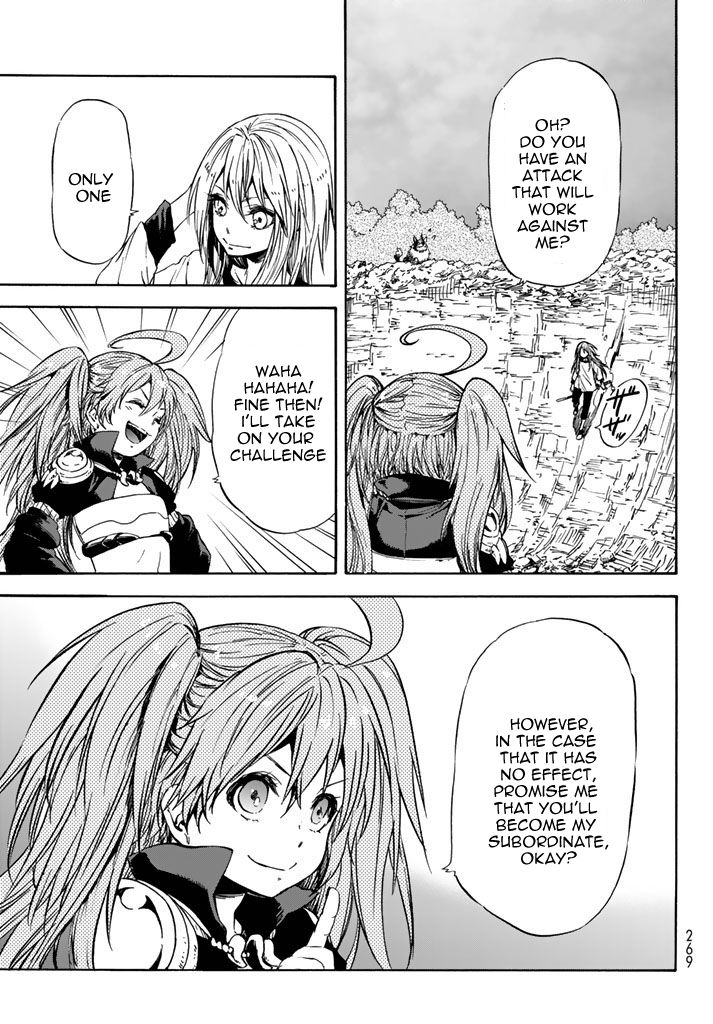 OH?
DO YOU
HAVE AN
ATTACK
THAT WILL
WORK
AGAINST
ME?
ザ
ザ
ONLY
ONE
WAHA
HAHAHA!
FINE THEN!
I'LL TAKE
ON YOUR
CHALLENGE
HOWEVER,
IN THE CASE
THAT IT HAS
NO EFFECT,
PROMISE ME
THAT YOU'LL
BECOME MY
SUBORDINATE,
OKAY?
269